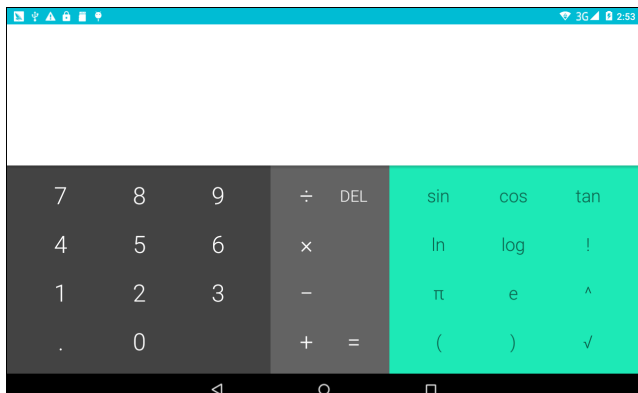 3G 2:53
7 8 9 ÷ DEL sin cos tan
4 5 6 × ln log !
1 2 3 − π e ^
. 0 + = ( ) √